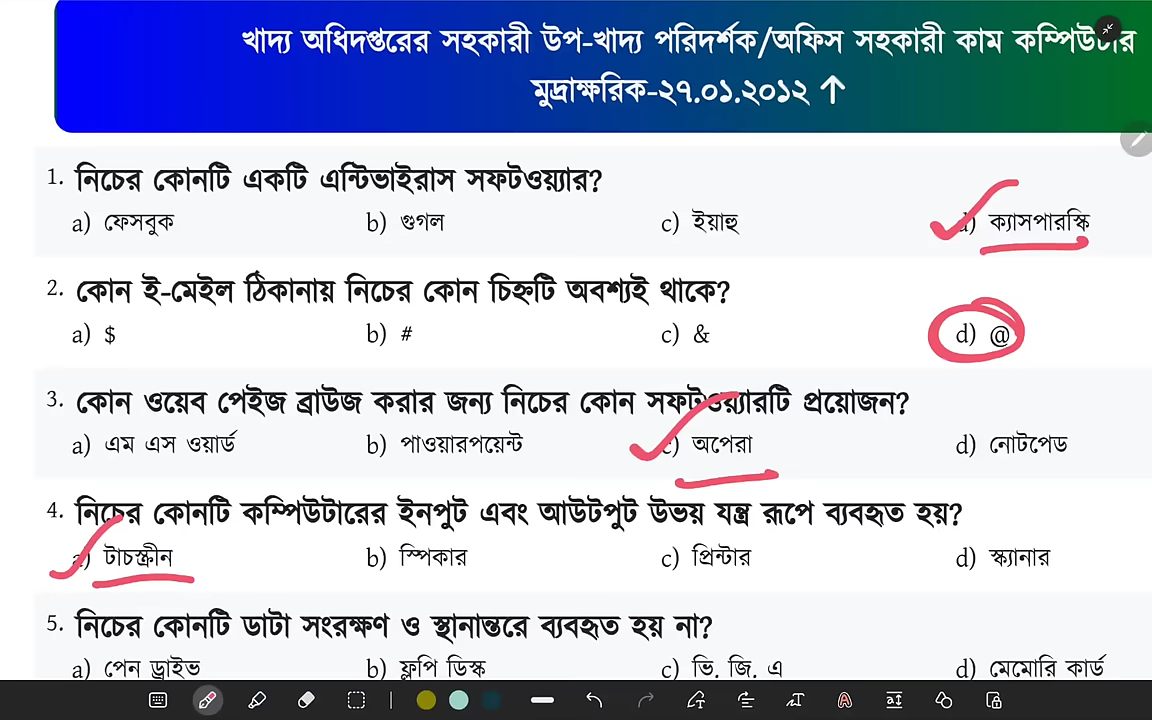 খাদ্য অধিদপ্তরের সহকারী উপ-খাদ্য পরিদর্শক/অফিস সহকারী কাম কম্পিউটার
মুদ্রাক্ষরিক-২৭.০১.২০১২ ↑
1. নিচের কোনটি একটি এন্টিভাইরাস সফটওয়্যার?
a) ফেসবুক b) গুগল c) ইয়াহু d) ক্যাসপারস্কি
2. কোন ই-মেইল ঠিকানায় নিচের কোন চিহ্নটি অবশ্যই থাকে?
a) $ b) # c) & d) @
3. কোন ওয়েব পেইজ ব্রাউজ করার জন্য নিচের কোন সফটওয়্যারটি প্রয়োজন?
a) এম এস ওয়ার্ড b) পাওয়ারপয়েন্ট c) অপেরা d) নোটপেড
4. নিচের কোনটি কম্পিউটারের ইনপুট এবং আউটপুট উভয় যন্ত্র রূপে ব্যবহৃত হয়?
a) টাচস্ক্রীন b) স্পিকার c) প্রিন্টার d) স্ক্যানার
5. নিচের কোনটি ডাটা সংরক্ষণ ও স্থানান্তরে ব্যবহৃত হয় না?
a) পেন ড্রাইভ b) ফ্লপি ডিস্ক c) ভি. জি. এ d) মেমোরি কার্ড